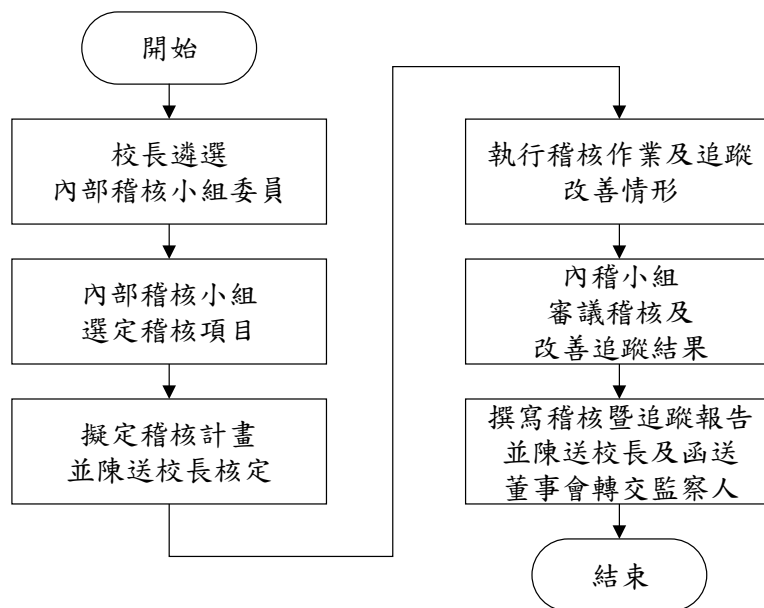 開始
校長遴選
內部稽核小組委員
內部稽核小組
選定稽核項目
擬定稽核計畫
並陳送校長核定
執行稽核作業及追蹤
改善情形
內稽小組
審議稽核及
改善追蹤結果
撰寫稽核暨追蹤報告
並陳送校長及函送
董事會轉交監察人
結束